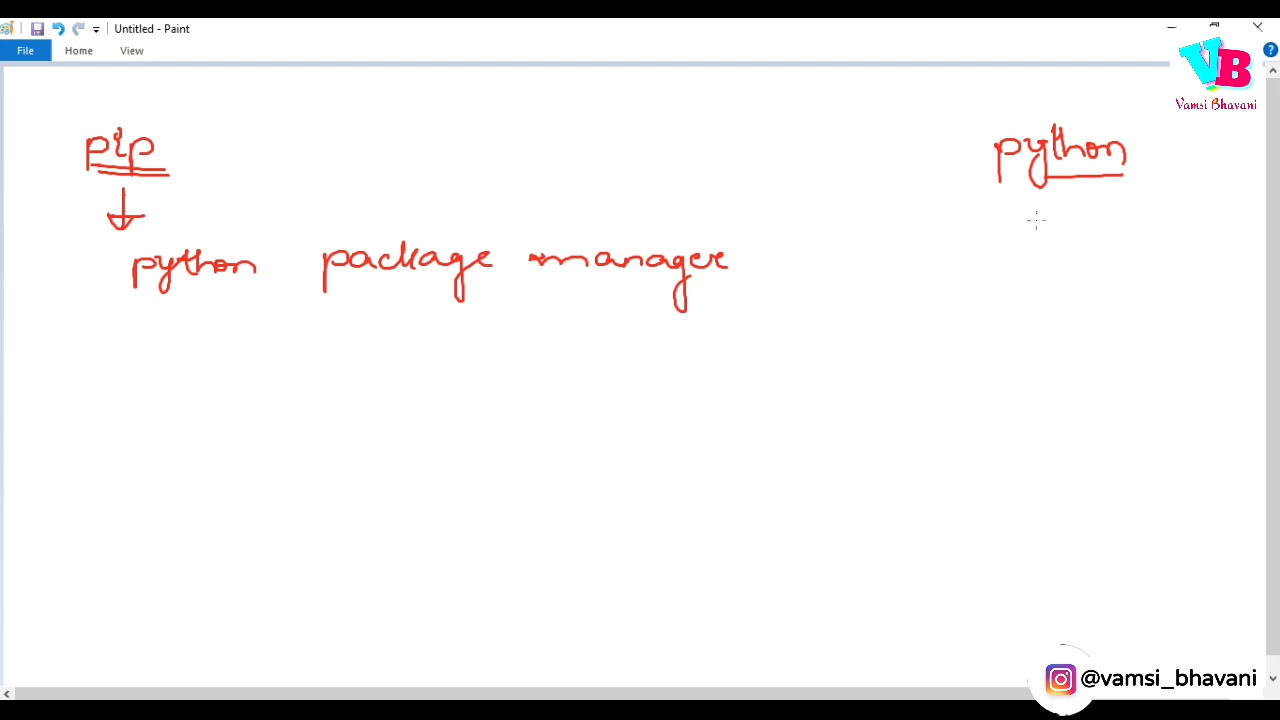 Untitled - Paint
File Home View
VB
Vamsi Bhavani
pip python
python package manager
@vamsi_bhavani